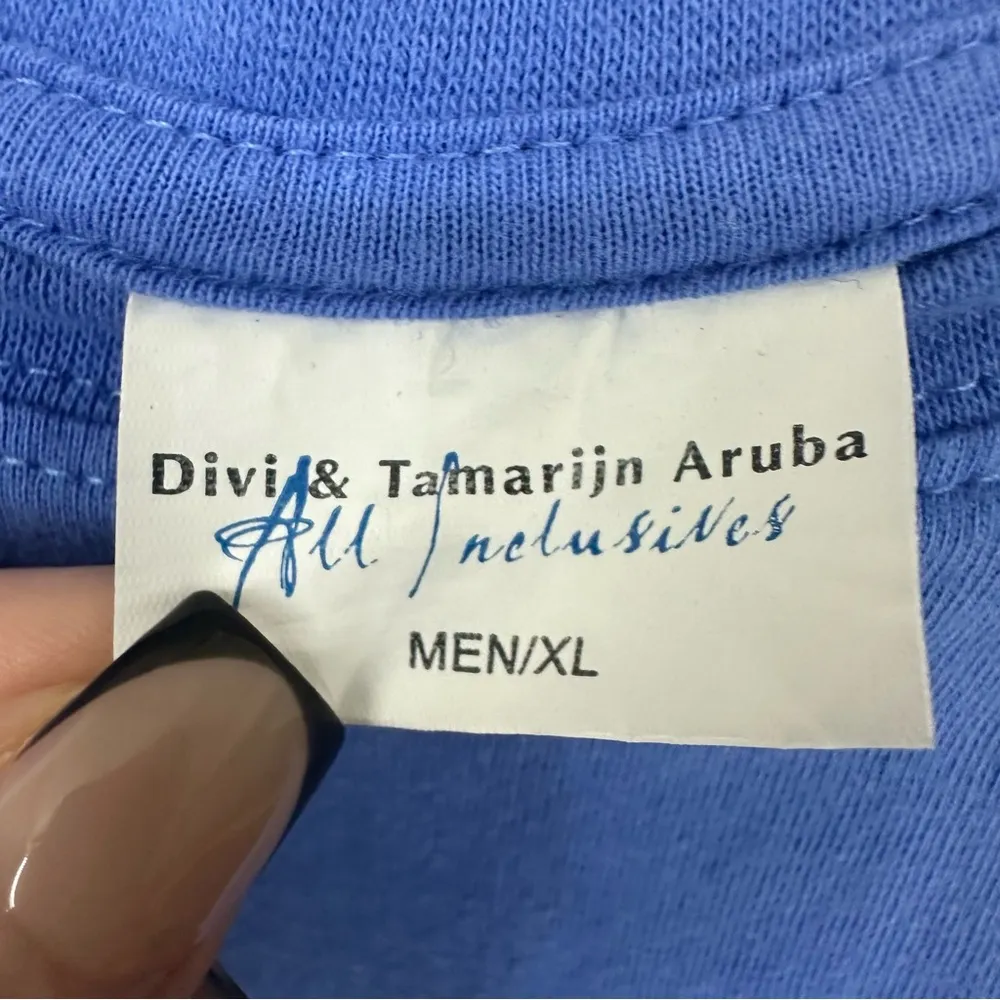 Divi & Tamarijn Aruba
All Inclusives
MEN/XL